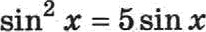 sin² x = 5 sin x